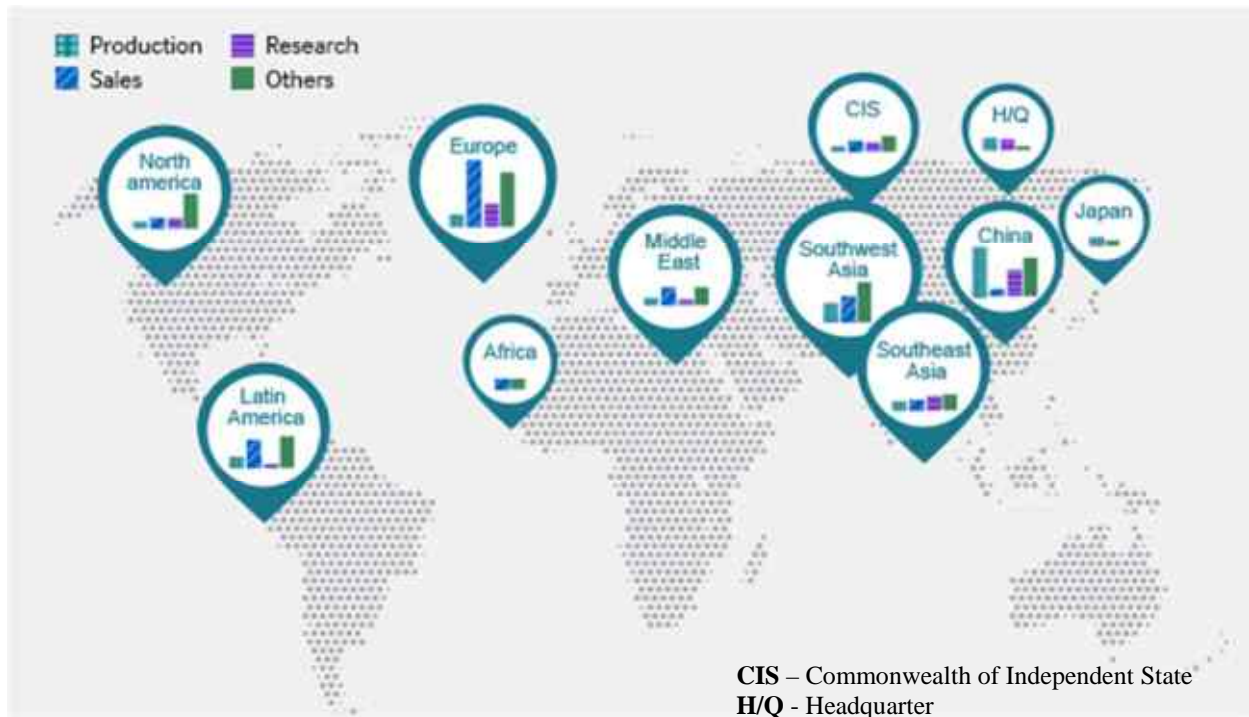 Production
Research
Sales
Others
CIS
H/Q
North
america
Europe
Japan
Middle
East
Southwest
Asia
China
Africa
Southeast
Asia
Latin
America
CIS – Commonwealth of Independent State
H/Q - Headquarter